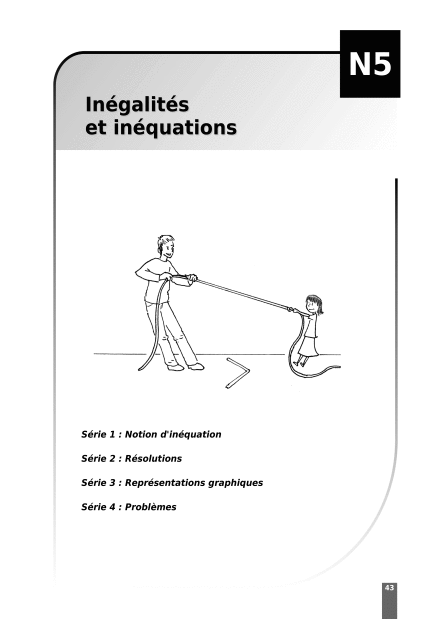 N5
Inégalités
et inéquations
>
Série 1 : Notion d'inéquation
Série 2 : Résolutions
Série 3 : Représentations graphiques
Série 4 : Problèmes
43